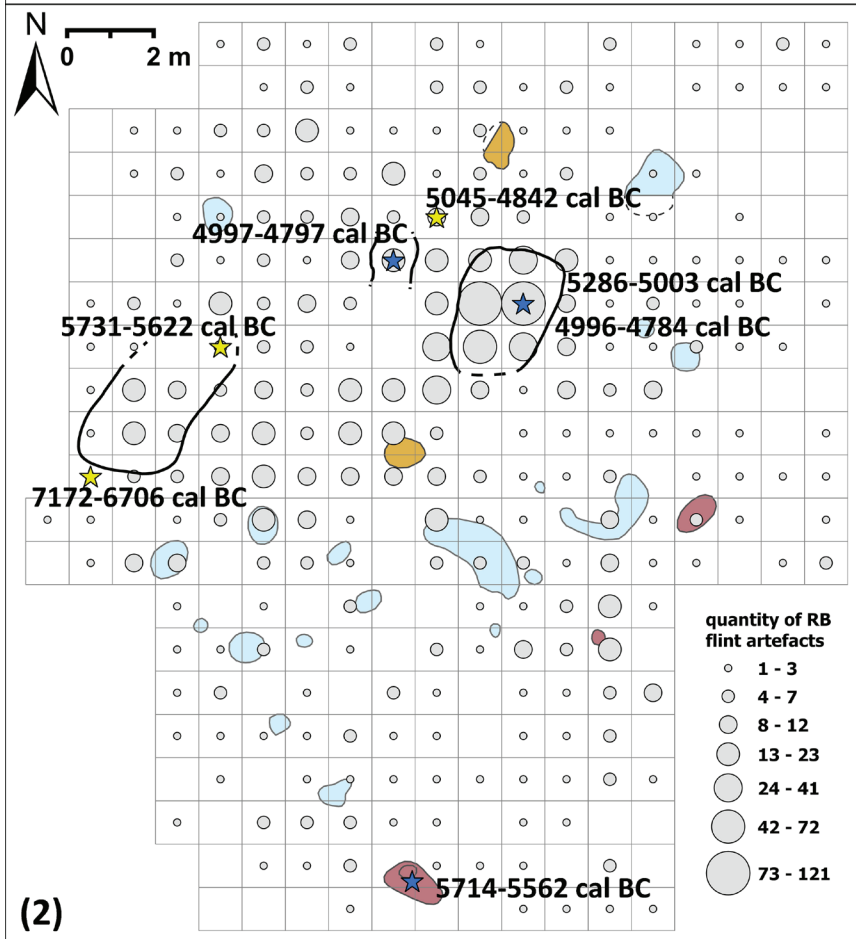 N
0 2 m
5045-4842 cal BC
4997-4797 cal BC
5286-5003 cal BC
5731-5622 cal BC
4996-4784 cal BC
7172-6706 cal BC
quantity of RB
flint artefacts
1 - 3
4 - 7
8 - 12
13 - 23
24 - 41
42 - 72
73 - 121
5714-5562 cal BC
(2)